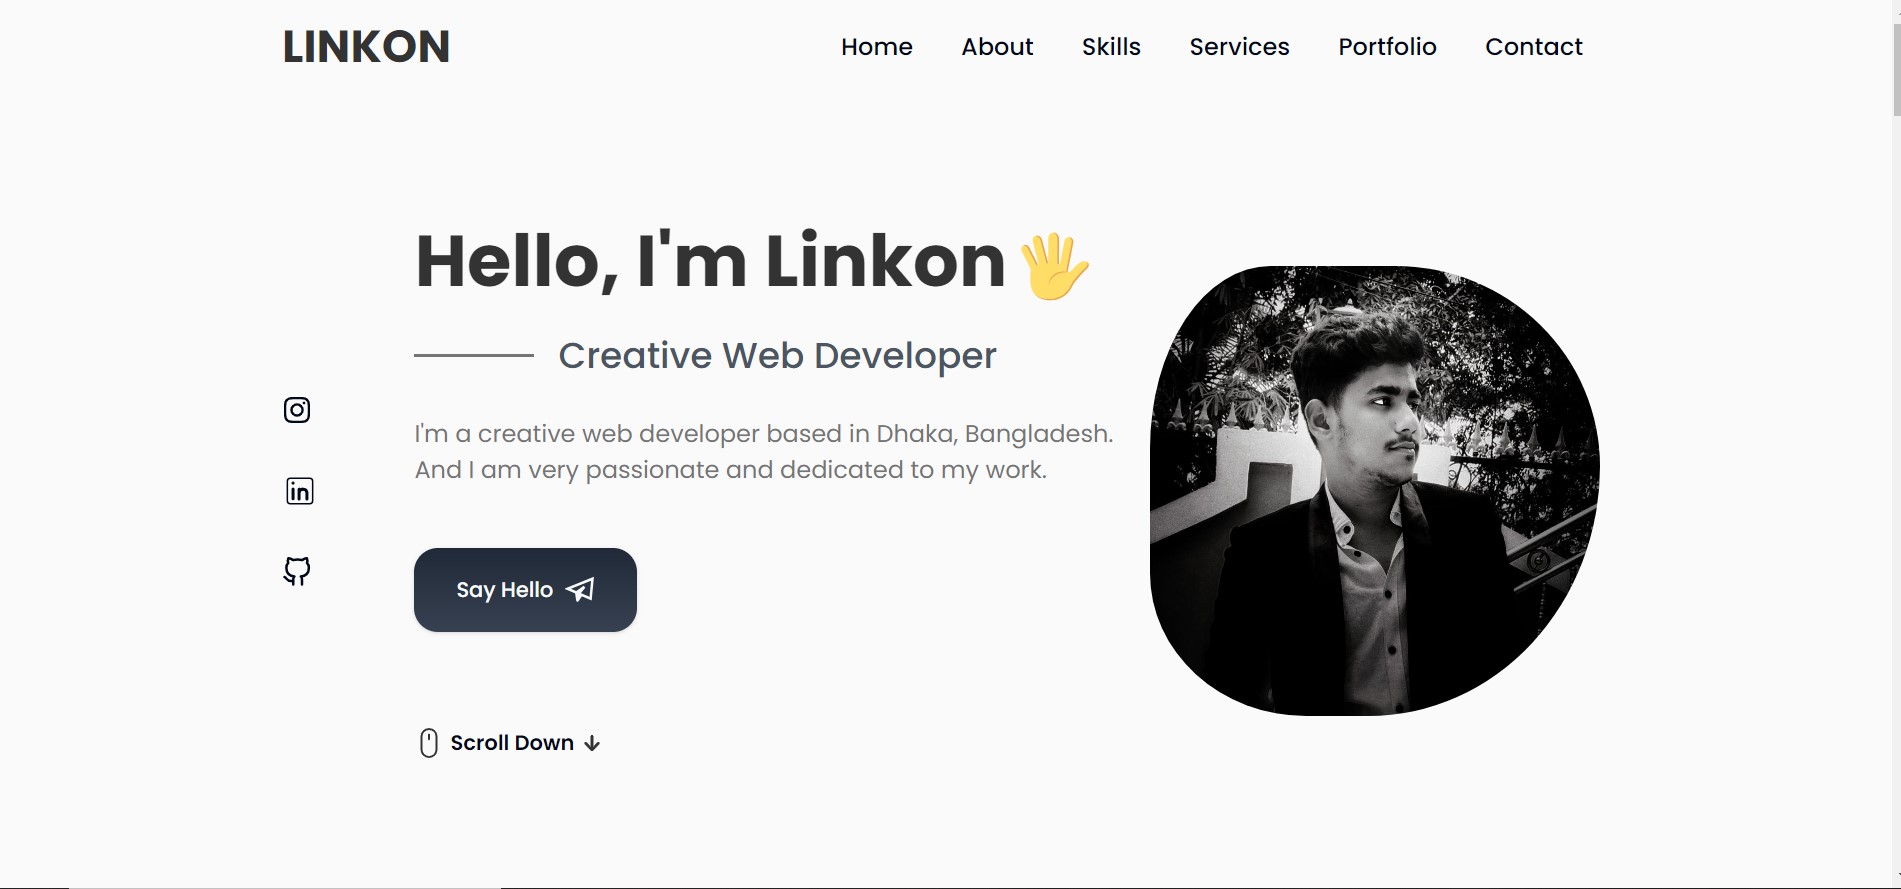 LINKON
Home About Skills Services Portfolio Contact
Hello, I'm Linkon
Creative Web Developer
I'm a creative web developer based in Dhaka, Bangladesh.
And I am very passionate and dedicated to my work.
Say Hello
Scroll Down